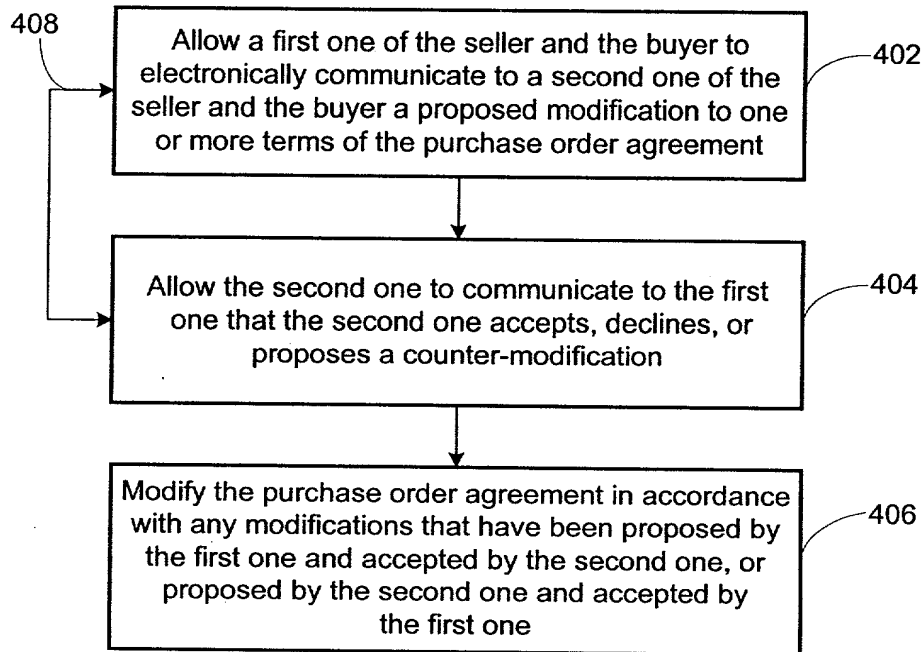 408
Allow a first one of the seller and the buyer to
electronically communicate to a second one of the
seller and the buyer a proposed modification to one
or more terms of the purchase order agreement
402
Allow the second one to communicate to the first
one that the second one accepts, declines, or
proposes a counter-modification
404
Modify the purchase order agreement in accordance
with any modifications that have been proposed by
the first one and accepted by the second one, or
proposed by the second one and accepted by
the first one
406